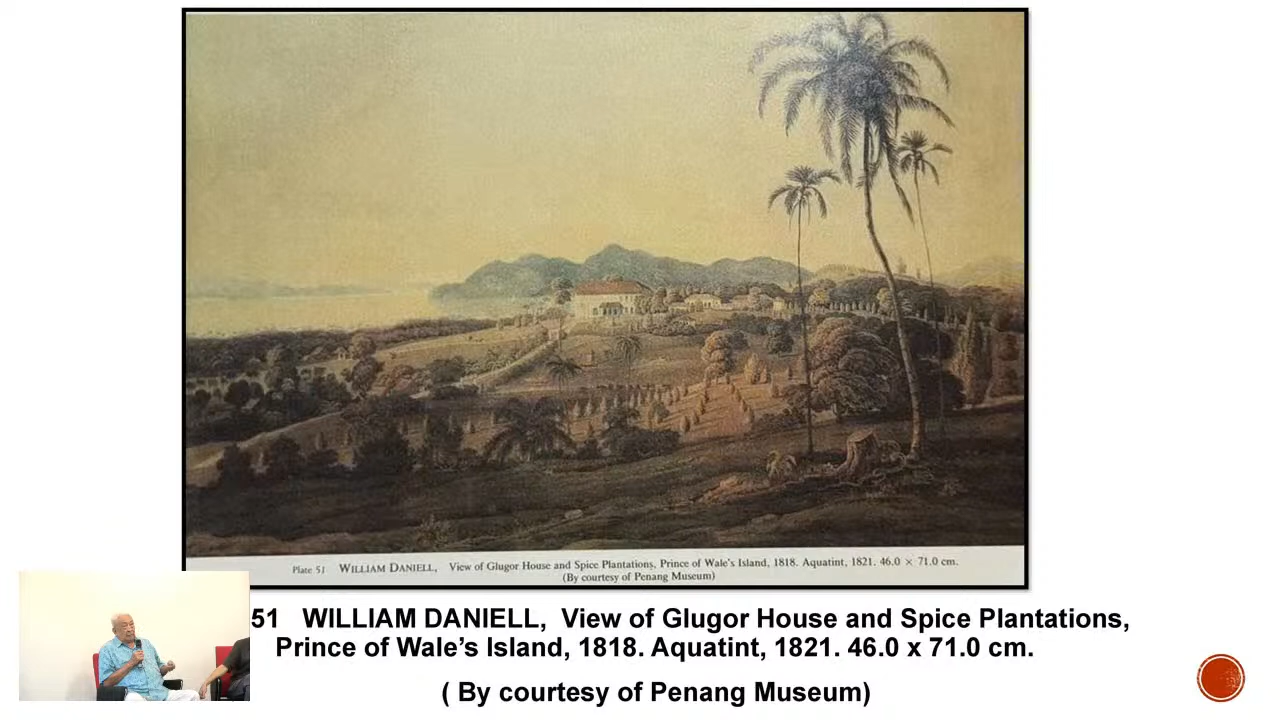 Plate 51 WILLIAM DANIELL, View of Glugor House and Spice Plantations, Prince of Wale's Island, 1818. Aquatint, 1821. 46.0 × 71.0 cm.
(By courtesy of Penang Museum)
51 WILLIAM DANIELL, View of Glugor House and Spice Plantations,
Prince of Wale’s Island, 1818. Aquatint, 1821. 46.0 x 71.0 cm.
( By courtesy of Penang Museum)